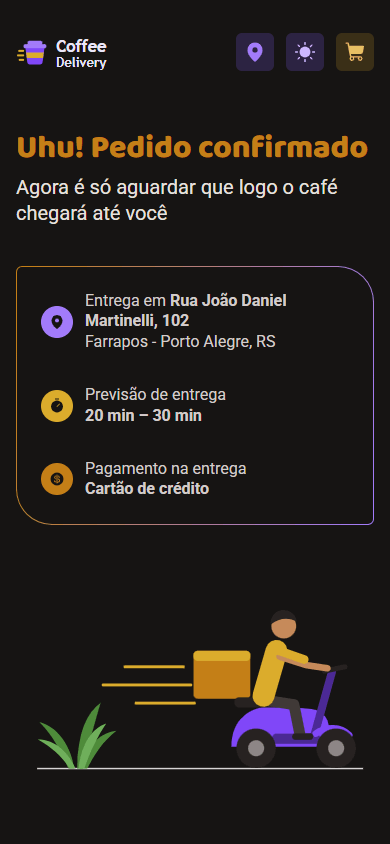 Coffee
Delivery
Uhu! Pedido confirmado
Agora é só aguardar que logo o café
chegará até você
Entrega em Rua João Daniel
Martinelli, 102
Farrapos - Porto Alegre, RS
Previsão de entrega
20 min – 30 min
Pagamento na entrega
Cartão de crédito